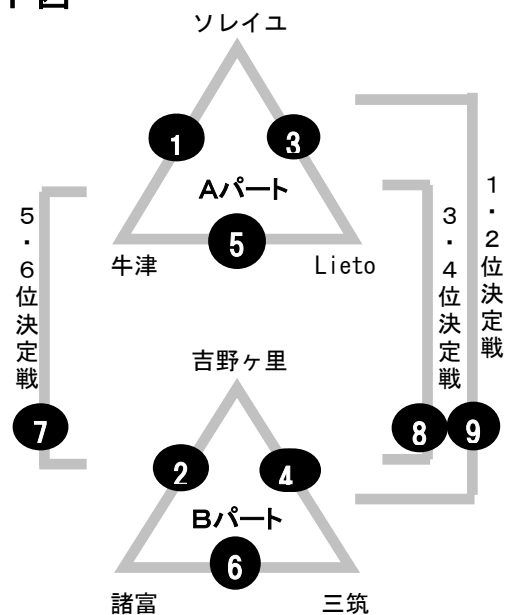 ソレイユ
1
3
Aパート
5
牛津
Lieto
5・6位決定戦
3・4位決定戦
1・2位決定戦
吉野ヶ里
7
8
9
2
4
Bパート
6
諸富
三筑